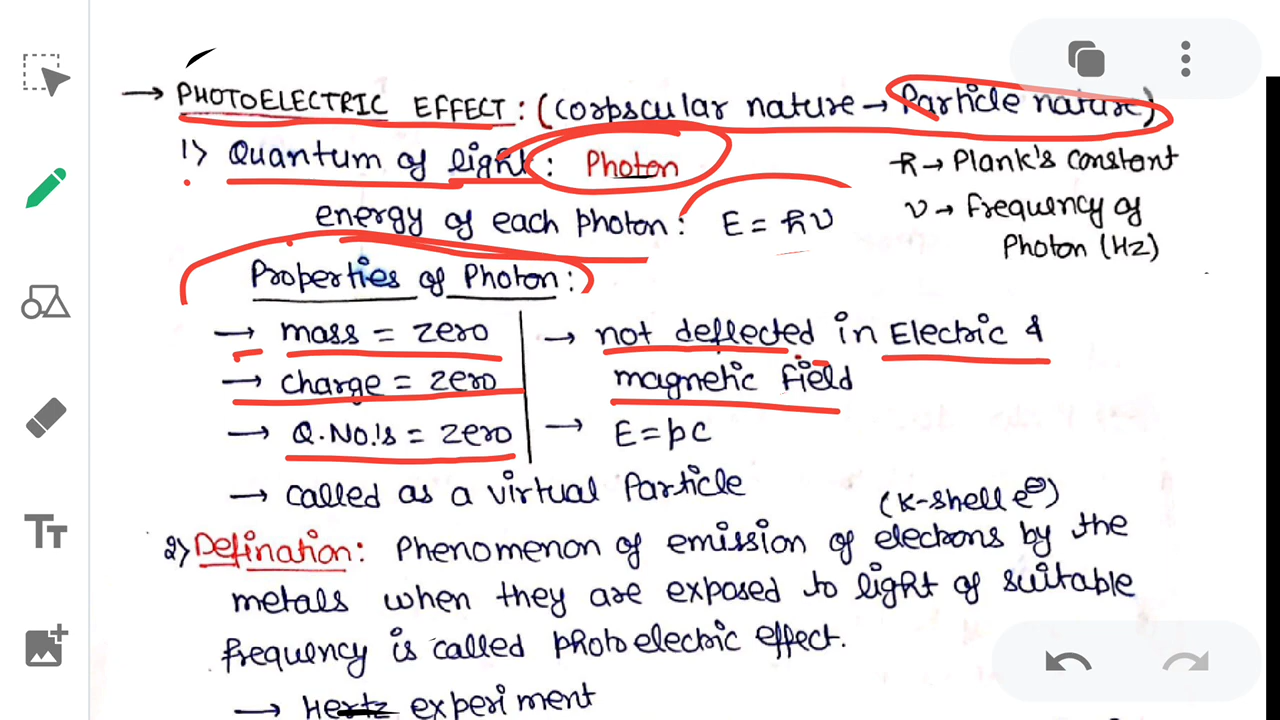 → PHOTOELECTRIC EFFECT: (corpscular nature → Particle nature)
1) Quantum of light: Photon
energy of each photon: E = hν
h → Plank's constant
ν → frequency of
Photon (Hz)
Properties of Photon:
→ mass = zero
→ charge = zero
→ Q.No.'s = zero
→ called as a virtual Particle
→ not deflected in Electric &
magnetic field
→ E = pc
(K-shell e⊖)
2) Defination: Phenomenon of emission of electrons by the
metals when they are exposed to light of suitable
frequency is called photoelectric effect.
→ Hertz experiment
TT